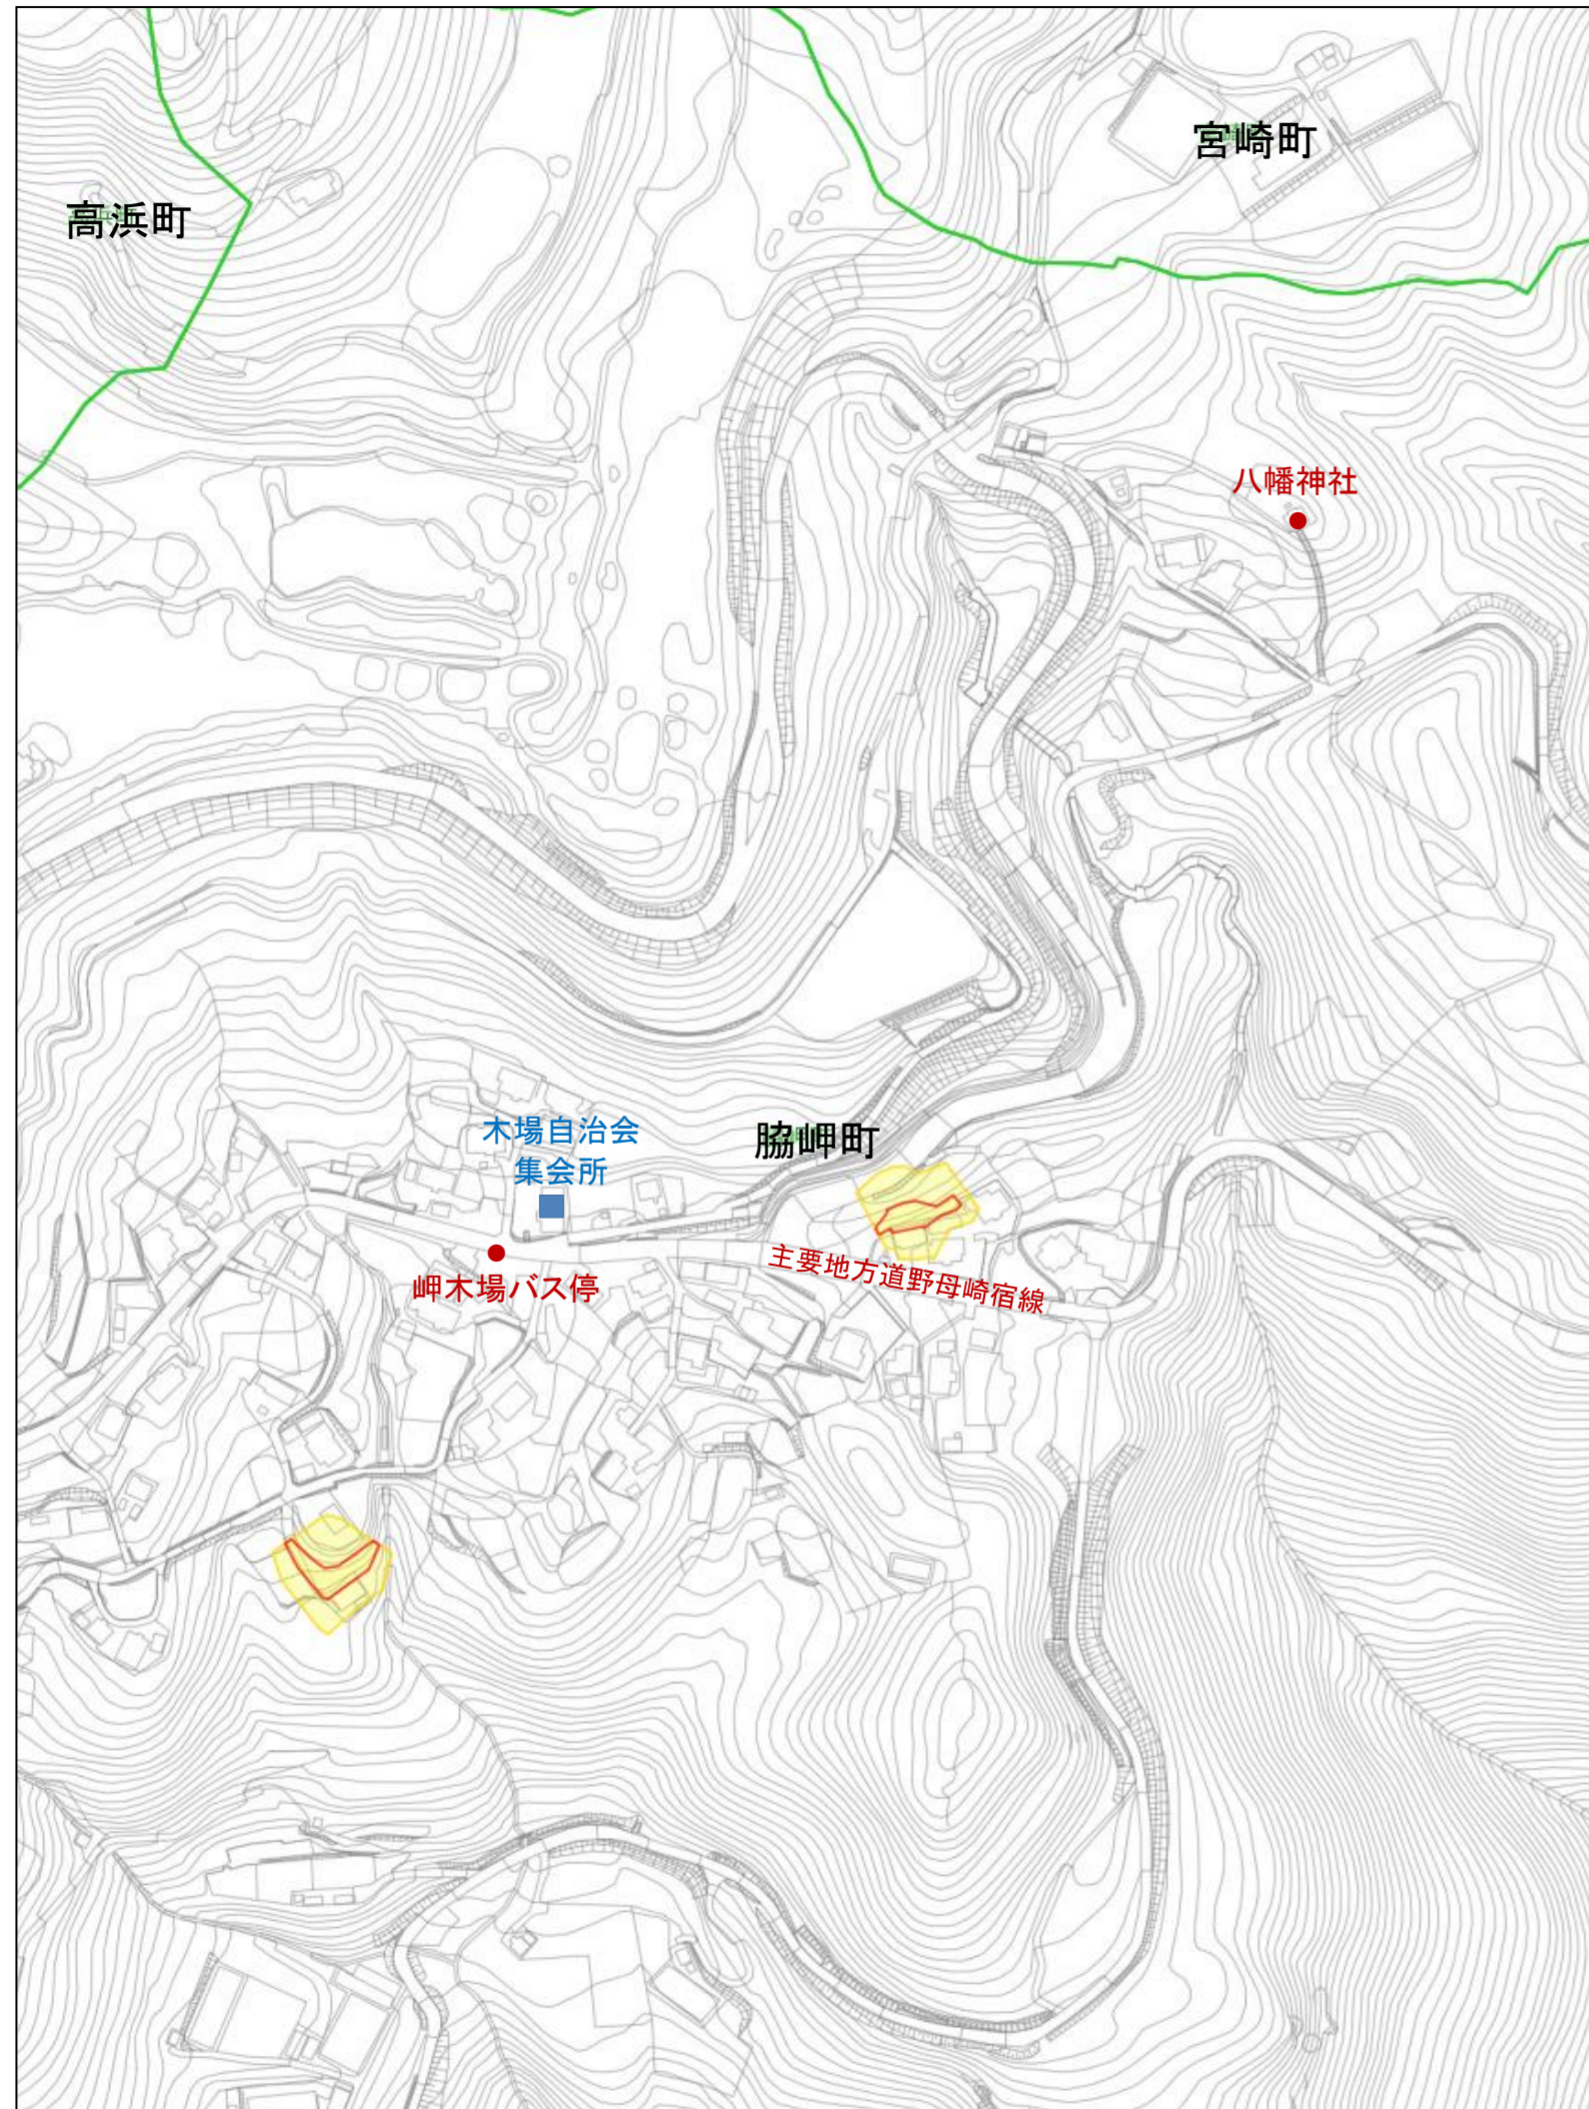 宮崎町
高浜町
八幡神社
木場自治会
集会所
脇岬町
主要地方道野母崎宿線
岬木場バス停